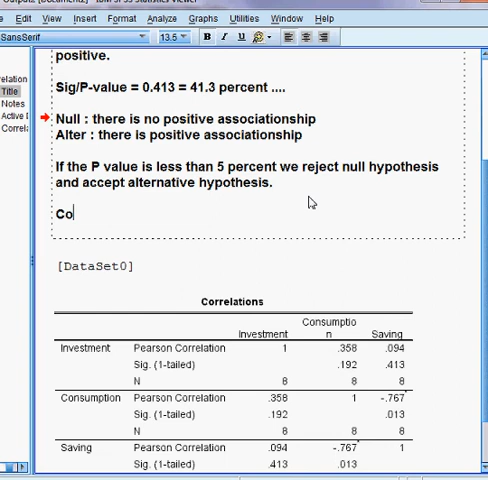 Edit View Insert Format Analyze Graphs Utilities Window Help
SansSerif 13.5 B I U
positive.
Sig/P-value = 0.413 = 41.3 percent ....
Null : there is no positive associationship
Alter : there is positive associationship
If the P value is less than 5 percent we reject null hypothesis
and accept alternative hypothesis.
Co
elation
Title
Notes
Active D
Correla
[DataSet0]
Correlations
Investment Consumptio
n Saving
Investment Pearson Correlation 1 .358 .094
Sig. (1-tailed) .192 .413
N 8 8 8
Consumption Pearson Correlation .358 1 -.767*
Sig. (1-tailed) .192 .013
N 8 8 8
Saving Pearson Correlation .094 -.767* 1
Sig. (1-tailed) .413 .013